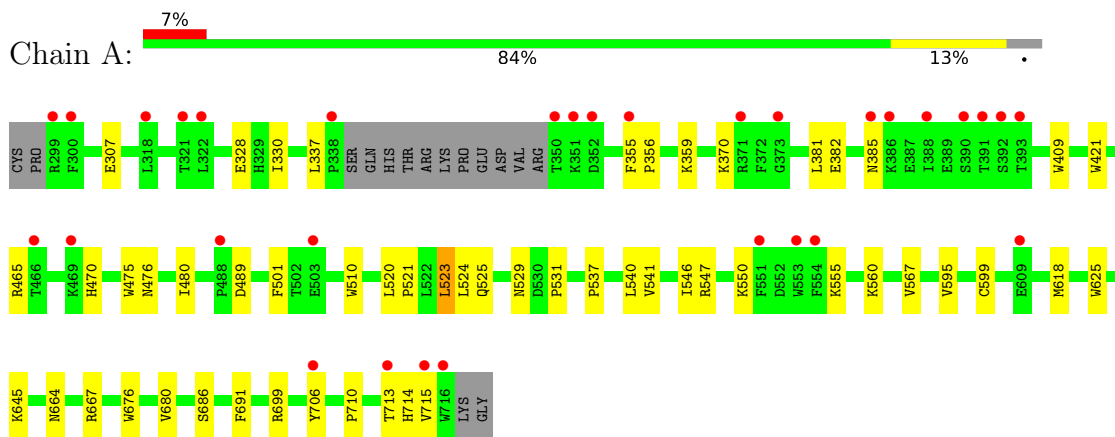 7%
Chain A:
84% 13% •
CYS PRO R299 F300 E307 L318 T321 L322 E328 H329 I330 L337 P338 SER GLN HIS THR ARG LYS PRO GLU ASP VAL ARG T350 K351 D352 F355 P356 K359 K370 R371 F372 G373 L381 E382 N385 K386 E387 I388 E389 S390 T391 S392 T393 W409 W421
R465 T466 K469 H470 W475 N476 I480 P488 D489 F501 T502 E503 W510 L520 P521 L522 L523 L524 Q525 N529 D530 P531 P537 L540 V541 I546 R547 K550 F551 D552 W553 F554 K555 K560 V567 V595 C599 E609 M618 W625
K645 N664 R667 W676 V680 S686 F691 R699 Y706 P710 T713 H714 V715 W716 LYS GLY